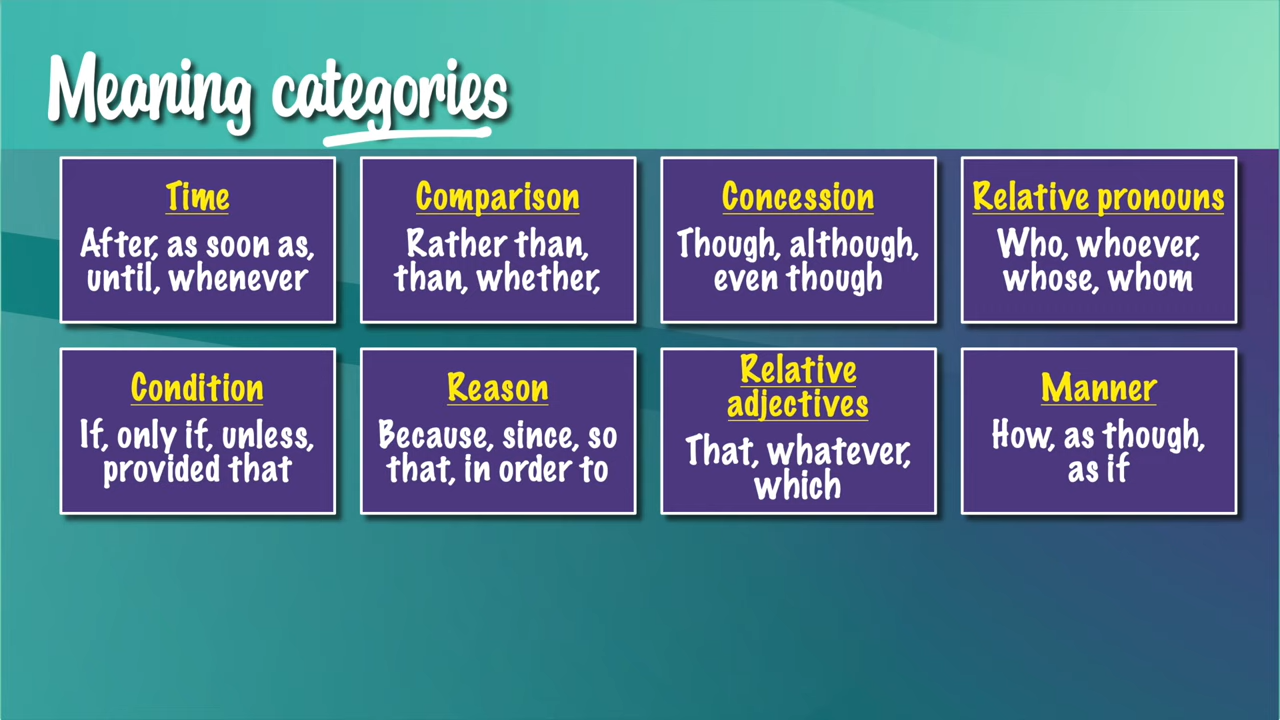 Meaning categories
Time
After, as soon as,
until, whenever
Comparison
Rather than,
than, whether,
Concession
Though, although,
even though
Relative pronouns
Who, whoever,
whose, whom
Condition
If, only if, unless,
provided that
Reason
Because, since, so
that, in order to
Relative
adjectives
That, whatever,
which
Manner
How, as though,
as if